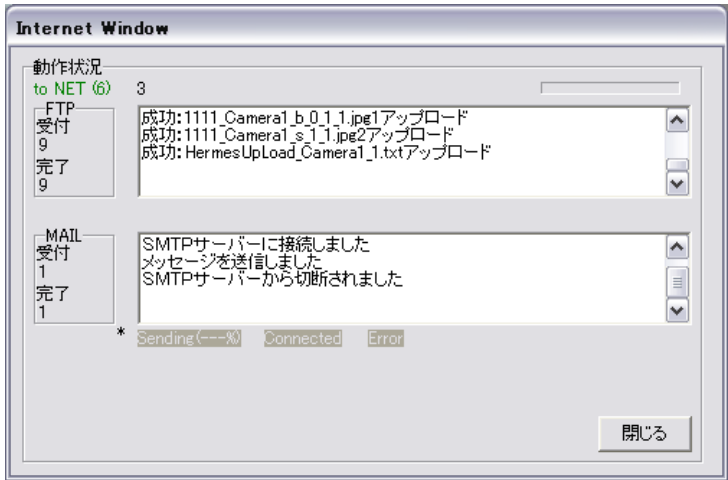 Internet Window
動作状況
to NET (6) 3
FTP
受付
9
完了
9
成功:1111_Camera1_b_0_1_1.jpg1アップロード
成功:1111_Camera1_s_1_1.jpg2アップロード
成功:HermesUpLoad_Camera1_1.txtアップロード
MAIL
受付
1
完了
1
SMTPサーバーに接続しました
メッセージを送信しました
SMTPサーバーから切断されました
* Sending(---%) Connected Error
閉じる